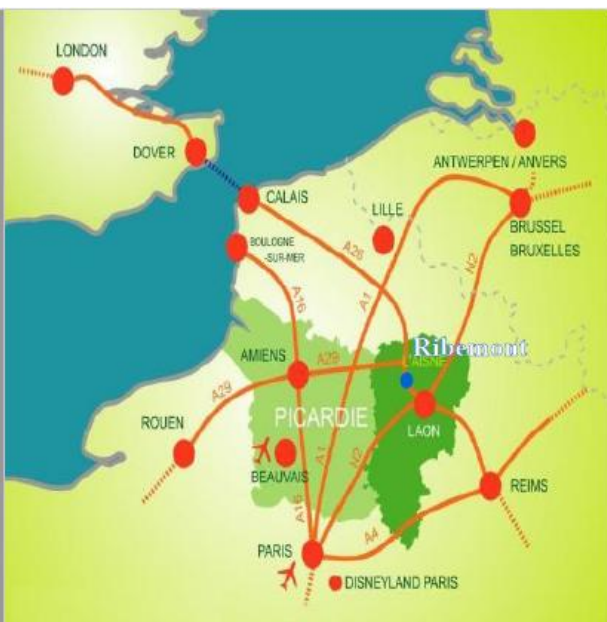 LONDON
DOVER
ANTWERPEN / ANVERS
CALAIS
LILLE
BRUSSEL
BRUXELLES
BOULOGNE
-SUR-MER
A26
A1
N2
A16
Ribemont
L'AISNE
AMIENS
A29
A29
PICARDIE
ROUEN
LAON
A1
N2
BEAUVAIS
REIMS
A16
A4
PARIS
DISNEYLAND PARIS